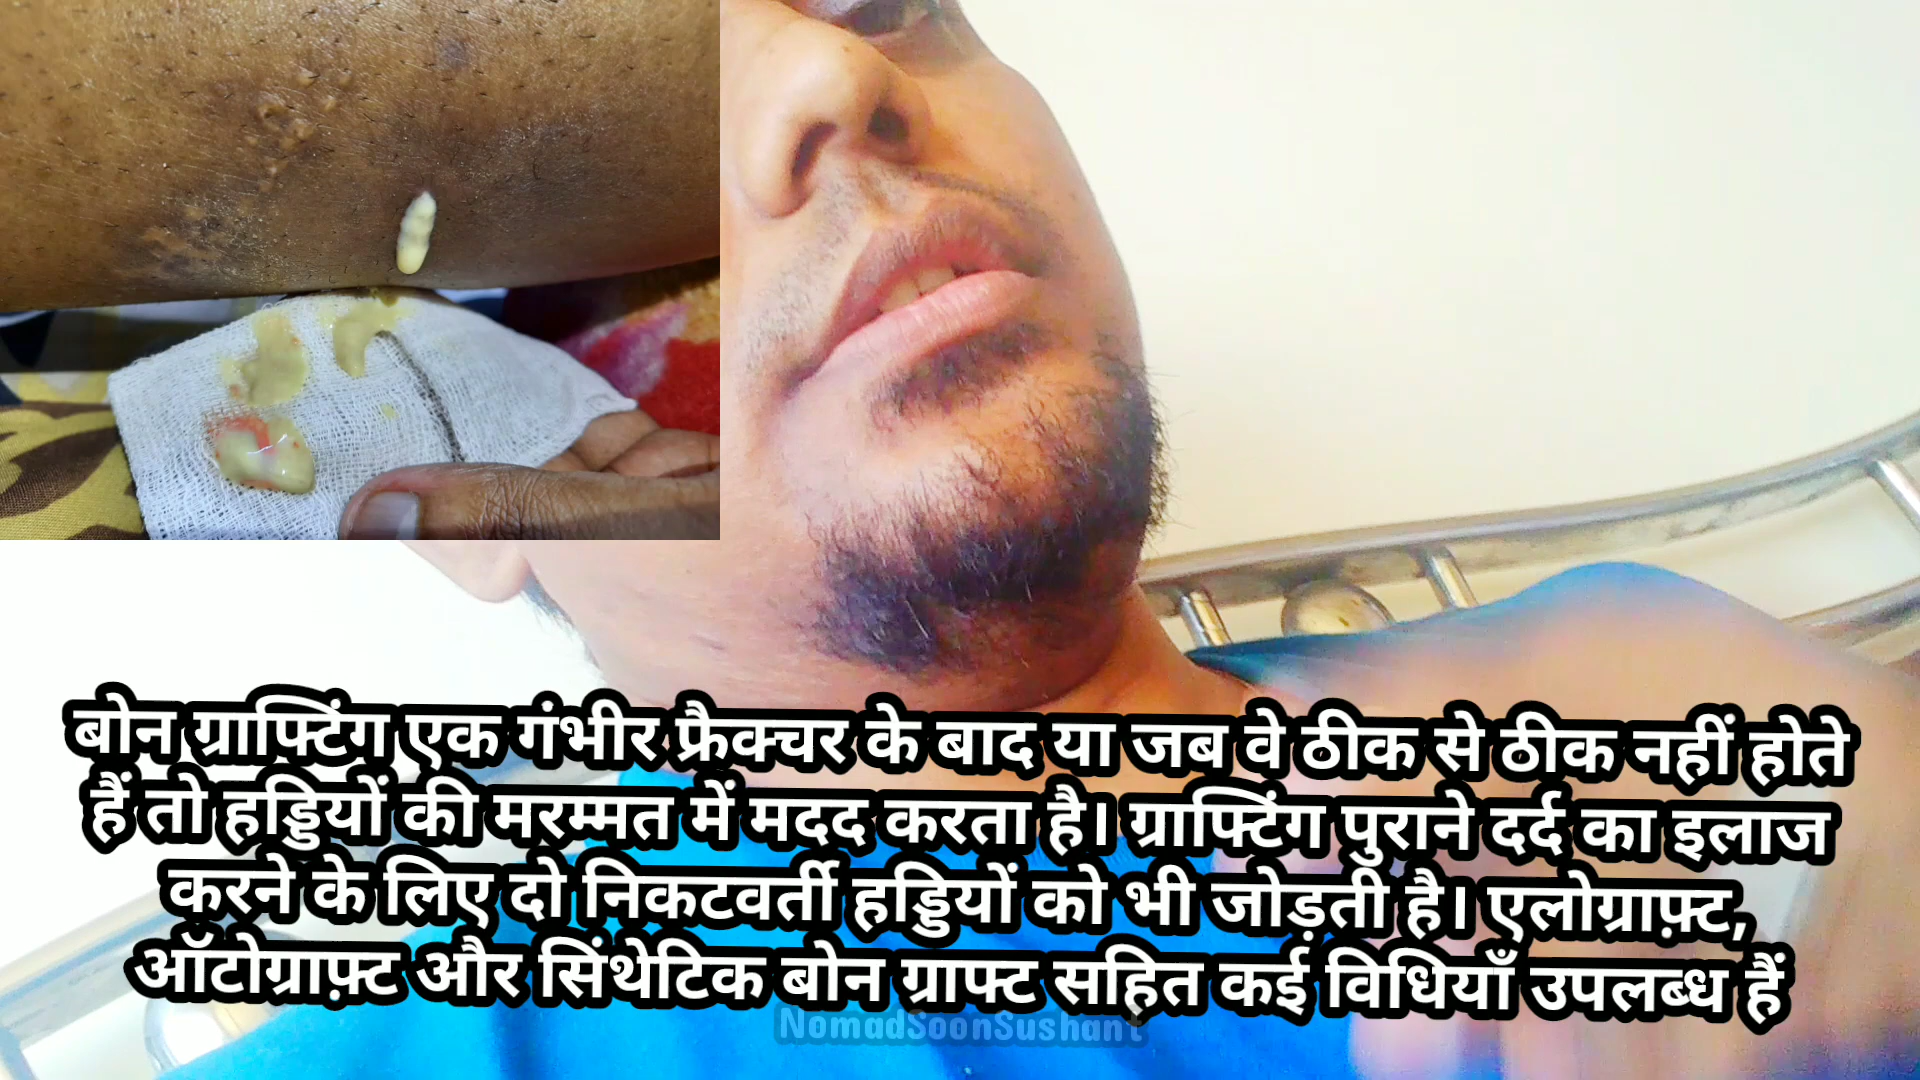 बोन ग्राफ्टिंग एक गंभीर फ्रैक्चर के बाद या जब वे ठीक से ठीक नहीं होते
हैं तो हड्डियों की मरम्मत में मदद करता है। ग्राफ्टिंग पुराने दर्द का इलाज
करने के लिए दो निकटवर्ती हड्डियों को भी जोड़ती है। एलोग्राफ़्ट,
ऑटोग्राफ़्ट और सिंथेटिक बोन ग्राफ्ट सहित कई विधियाँ उपलब्ध हैं
NomadSoonSushant